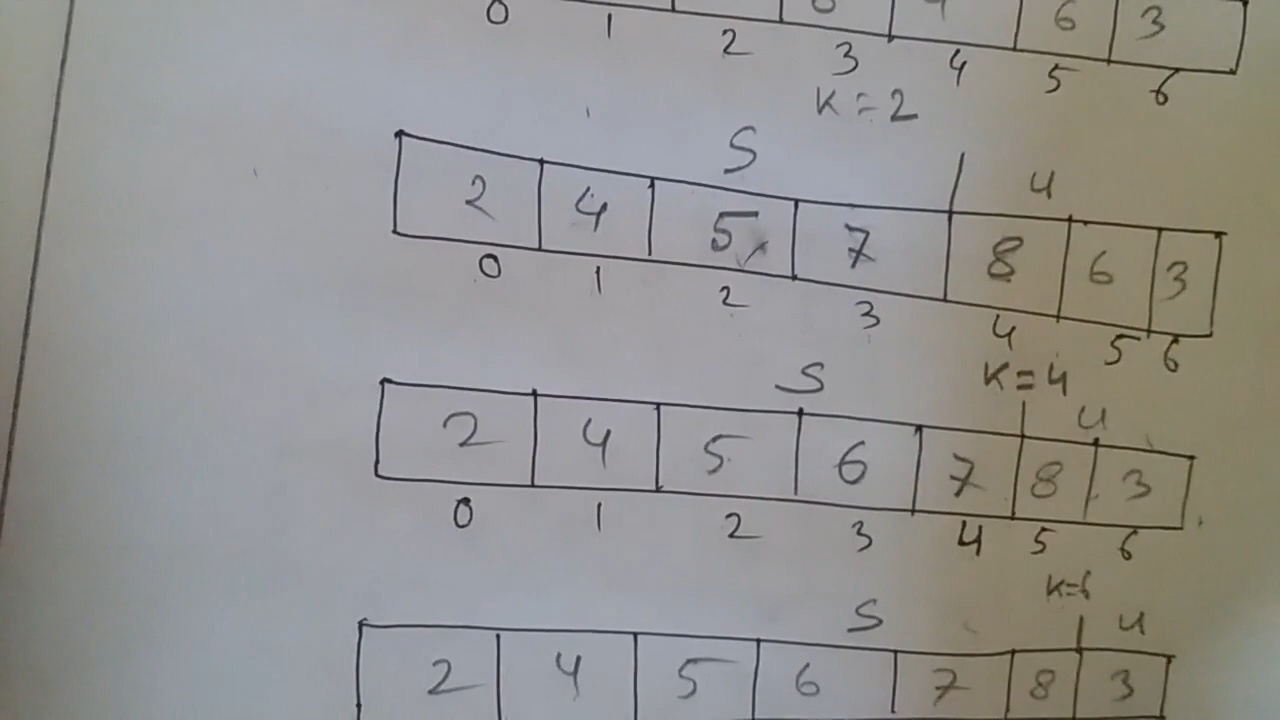 6 3
0 1 2 3 4 5 6
K = 2
S u
2 4 5 7 8 6 3
0 1 2 3 4 5 6
K = 4
S u
2 4 5 6 7 8 3
0 1 2 3 4 5 6
K=6
S u
2 4 5 6 7 8 3